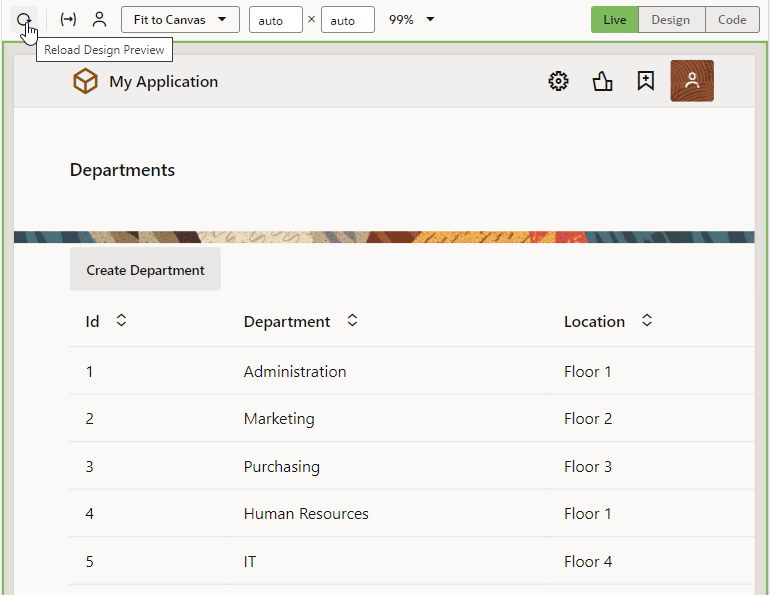 Fit to Canvas auto × auto 99% Live Design Code
Reload Design Preview
My Application
Departments
Create Department
Id Department Location
1 Administration Floor 1
2 Marketing Floor 2
3 Purchasing Floor 3
4 Human Resources Floor 1
5 IT Floor 4